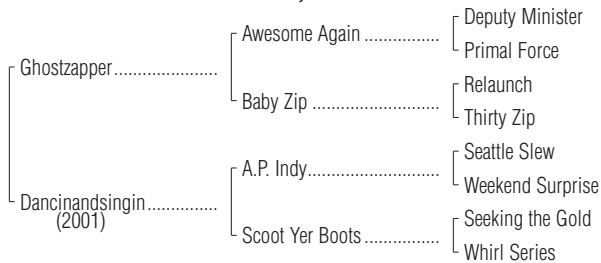 Deputy Minister
Awesome Again ................
Primal Force
Ghostzapper......................
Relaunch
Baby Zip ...........................
Thirty Zip
Seattle Slew
A.P. Indy............................
Weekend Surprise
Dancinandsingin...............
(2001)
Seeking the Gold
Scoot Yer Boots ................
Whirl Series